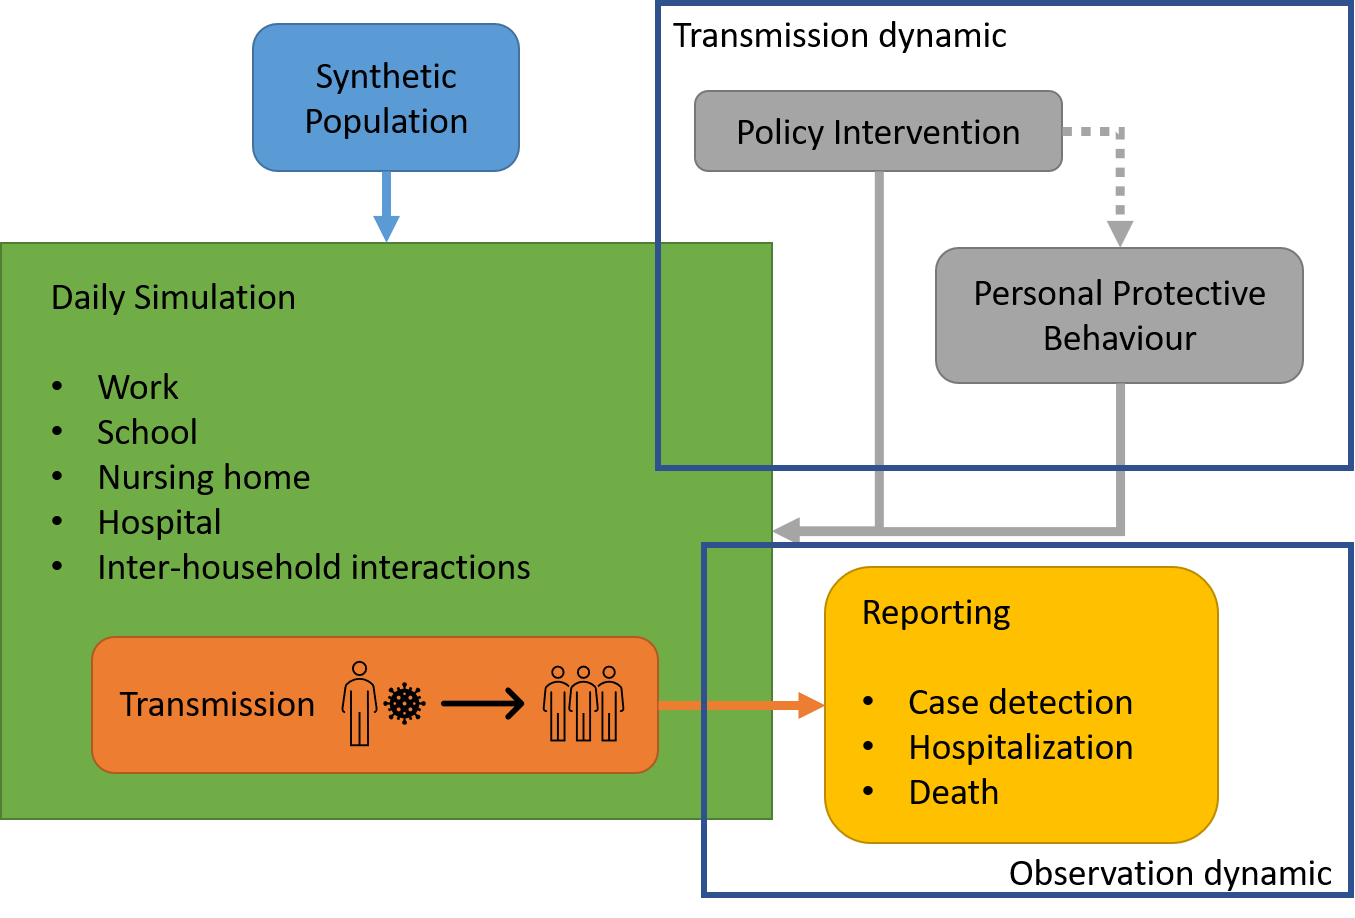 Synthetic
Population
Transmission dynamic
Policy Intervention
Personal Protective
Behaviour
Daily Simulation
• Work
• School
• Nursing home
• Hospital
• Inter-household interactions
Transmission
Reporting
• Case detection
• Hospitalization
• Death
Observation dynamic